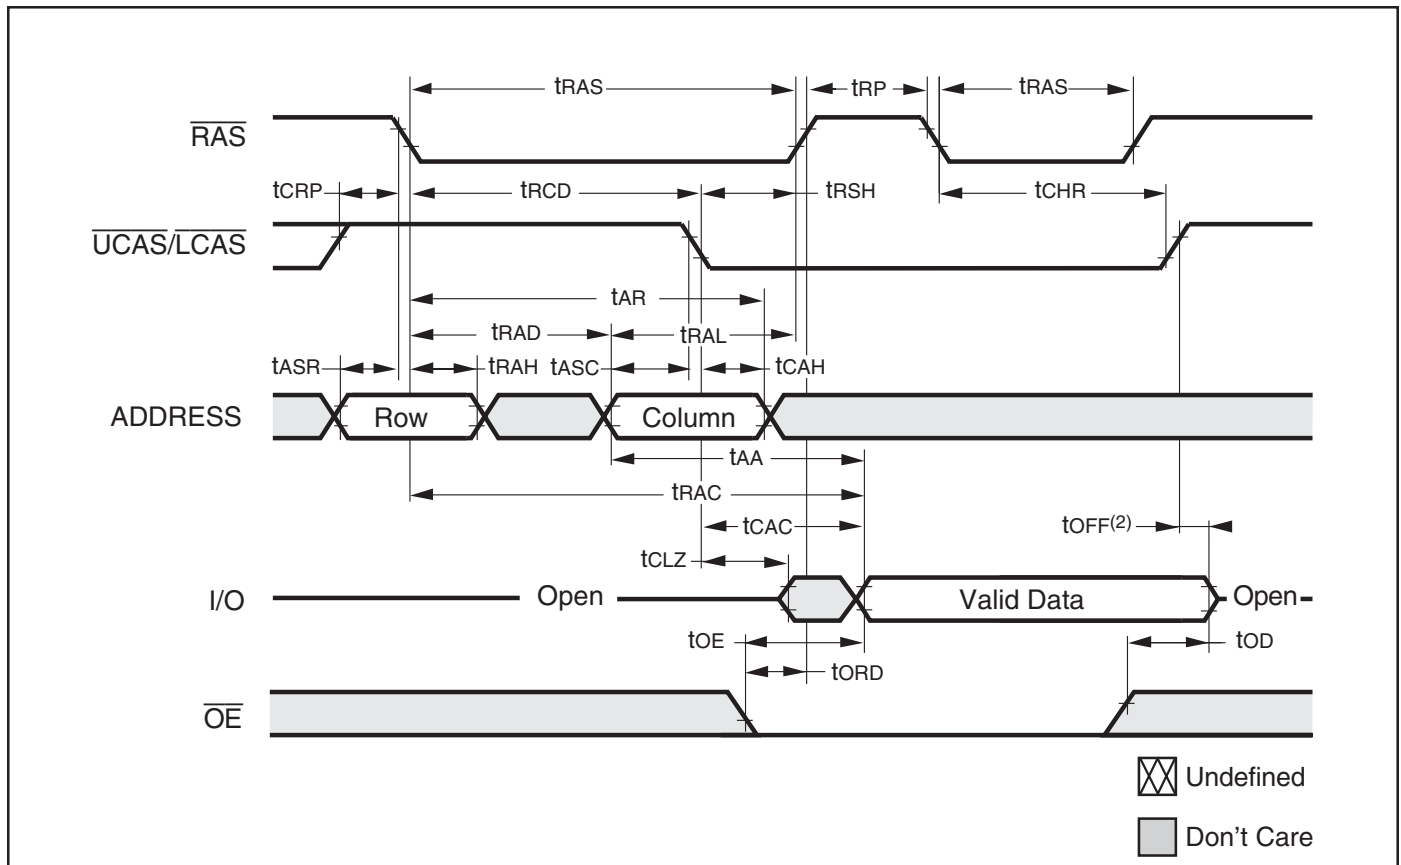 tRAS tRP tRAS
RAS
tCRP tRCD tRSH tCHR
UCAS/LCAS
tAR
tRAD tRAL
tASR tRAH tASC tCAH
ADDRESS Row Column
tAA
tRAC
tCAC tOFF(2)
tCLZ
I/O Open Valid Data Open
tOE tOD
tORD
OE
Undefined
Don't Care